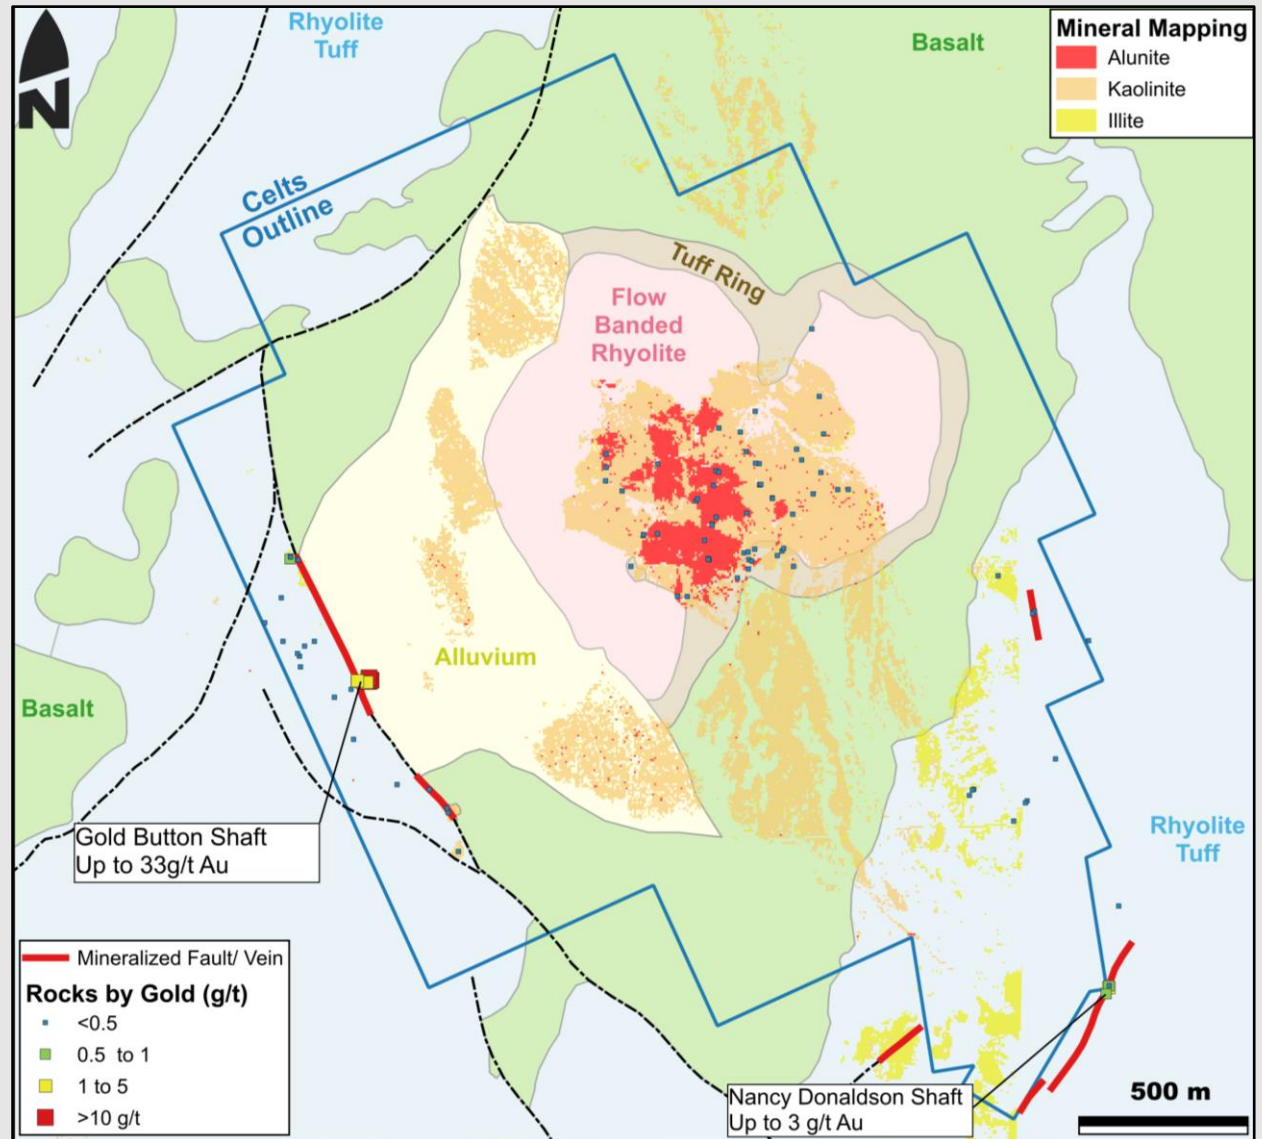 Rhyolite
Tuff
Basalt
Mineral Mapping
Alunite
Kaolinite
Illite
N
Celts
Outline
Tuff Ring
Flow
Banded
Rhyolite
Alluvium
Basalt
Rhyolite
Tuff
Gold Button Shaft
Up to 33g/t Au
Nancy Donaldson Shaft
Up to 3 g/t Au
500 m
Mineralized Fault/ Vein
Rocks by Gold (g/t)
<0.5
0.5 to 1
1 to 5
>10 g/t